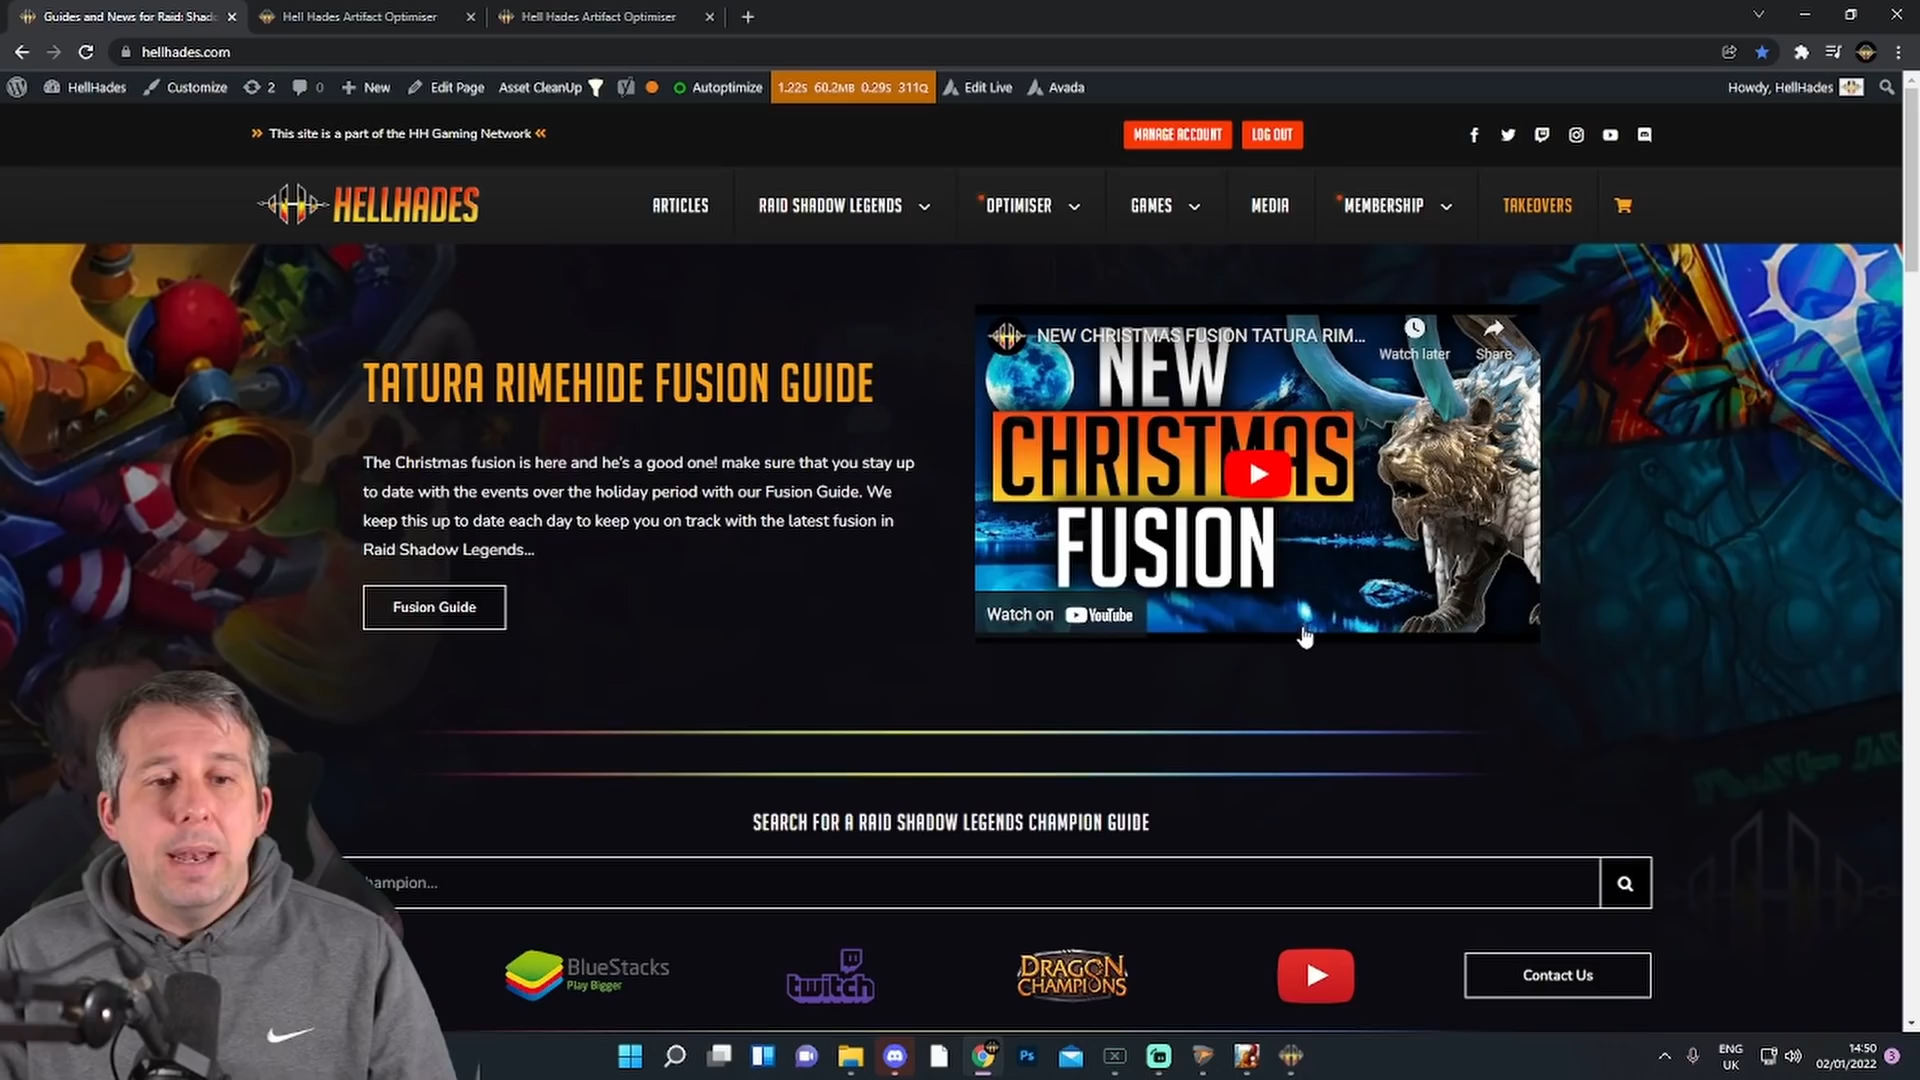 Guides and News for Raid: Shad
Hell Hades Artifact Optimiser
Hell Hades Artifact Optimiser
hellhades.com
HellHades
Customize
2
0
New
Edit Page
Asset CleanUp
Autoptimize
1.22s 60.2MB 0.29s 311Q
Edit Live
Avada
Howdy, HellHades
This site is a part of the HH Gaming Network
MANAGE ACCOUNT
LOG OUT
HELLHADES
ARTICLES
RAID SHADOW LEGENDS
OPTIMISER
GAMES
MEDIA
MEMBERSHIP
TAKEOVERS
TATURA RIMEHIDE FUSION GUIDE
The Christmas fusion is here and he's a good one! make sure that you stay up
to date with the events over the holiday period with our Fusion Guide. We
keep this up to date each day to keep you on track with the latest fusion in
Raid Shadow Legends...
Fusion Guide
NEW CHRISTMAS FUSION TATURA RIM...
Watch later
Share
NEW
CHRISTMAS
FUSION
Watch on YouTube
SEARCH FOR A RAID SHADOW LEGENDS CHAMPION GUIDE
hampion...
BlueStacks
Play Bigger
twitch
DRAGON
CHAMPIONS
Contact Us
Ps
ENG
UK
14:50
02/01/2022
3